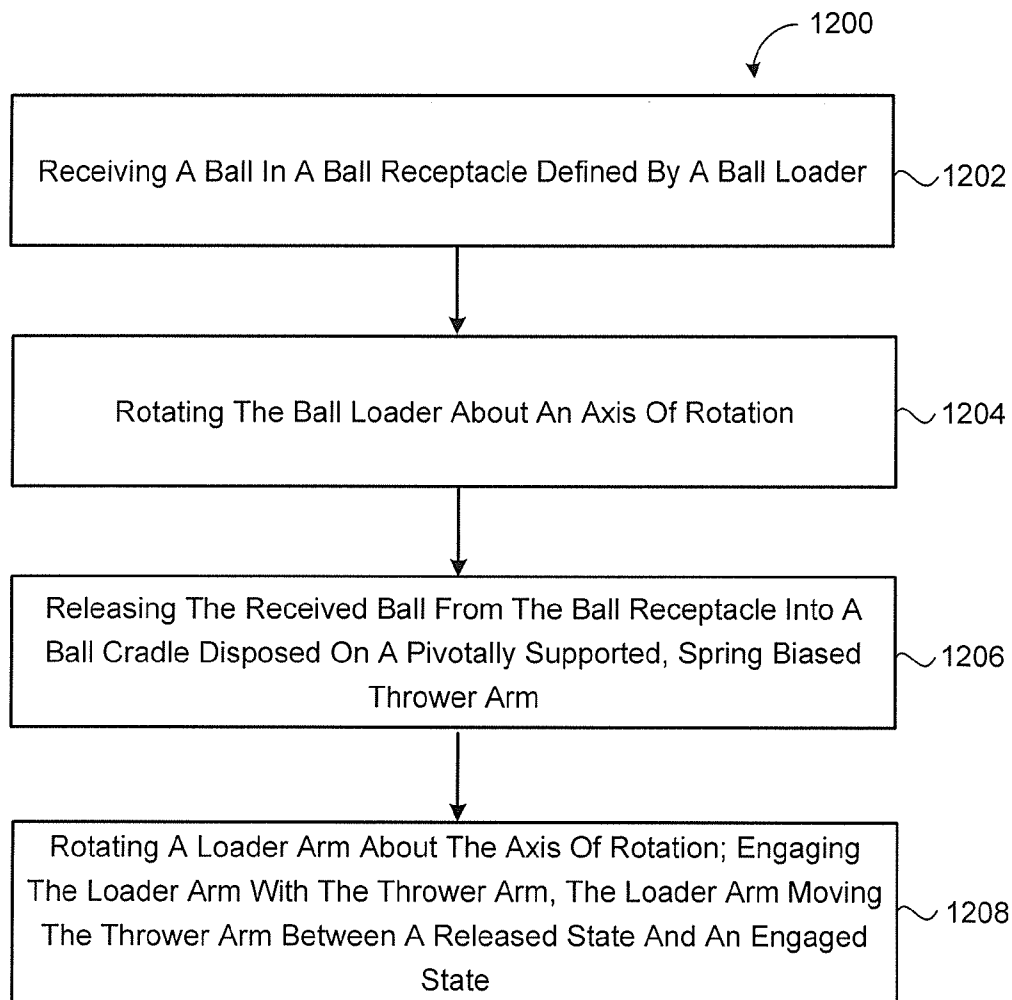 1200
Receiving A Ball In A Ball Receptacle Defined By A Ball Loader
1202
Rotating The Ball Loader About An Axis Of Rotation
1204
Releasing The Received Ball From The Ball Receptacle Into A
Ball Cradle Disposed On A Pivotally Supported, Spring Biased
Thrower Arm
1206
Rotating A Loader Arm About The Axis Of Rotation; Engaging
The Loader Arm With The Thrower Arm, The Loader Arm Moving
The Thrower Arm Between A Released State And An Engaged
State
1208